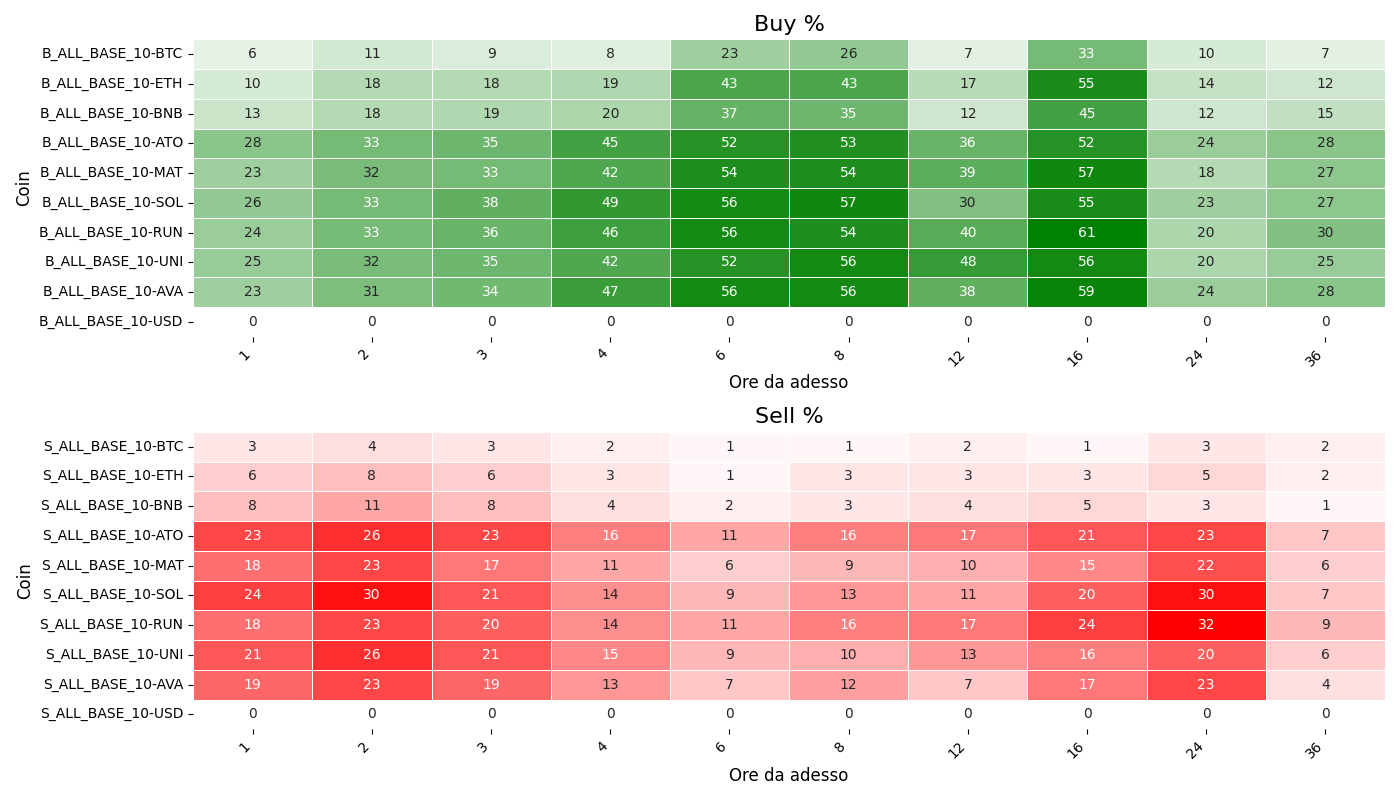 Buy %
Coin
B_ALL_BASE_10-BTC 6 11 9 8 23 26 7 33 10 7
B_ALL_BASE_10-ETH 10 18 18 19 43 43 17 55 14 12
B_ALL_BASE_10-BNB 13 18 19 20 37 35 12 45 12 15
B_ALL_BASE_10-ATO 28 33 35 45 52 53 36 52 24 28
B_ALL_BASE_10-MAT 23 32 33 42 54 54 39 57 18 27
B_ALL_BASE_10-SOL 26 33 38 49 56 57 30 55 23 27
B_ALL_BASE_10-RUN 24 33 36 46 56 54 40 61 20 30
B_ALL_BASE_10-UNI 25 32 35 42 52 56 48 56 20 25
B_ALL_BASE_10-AVA 23 31 34 47 56 56 38 59 24 28
B_ALL_BASE_10-USD 0 0 0 0 0 0 0 0 0 0
1 2 3 4 6 8 12 16 24 36
Ore da adesso
Sell %
Coin
S_ALL_BASE_10-BTC 3 4 3 2 1 1 2 1 3 2
S_ALL_BASE_10-ETH 6 8 6 3 1 3 3 3 5 2
S_ALL_BASE_10-BNB 8 11 8 4 2 3 4 5 3 1
S_ALL_BASE_10-ATO 23 26 23 16 11 16 17 21 23 7
S_ALL_BASE_10-MAT 18 23 17 11 6 9 10 15 22 6
S_ALL_BASE_10-SOL 24 30 21 14 9 13 11 20 30 7
S_ALL_BASE_10-RUN 18 23 20 14 11 16 17 24 32 9
S_ALL_BASE_10-UNI 21 26 21 15 9 10 13 16 20 6
S_ALL_BASE_10-AVA 19 23 19 13 7 12 7 17 23 4
S_ALL_BASE_10-USD 0 0 0 0 0 0 0 0 0 0
1 2 3 4 6 8 12 16 24 36
Ore da adesso